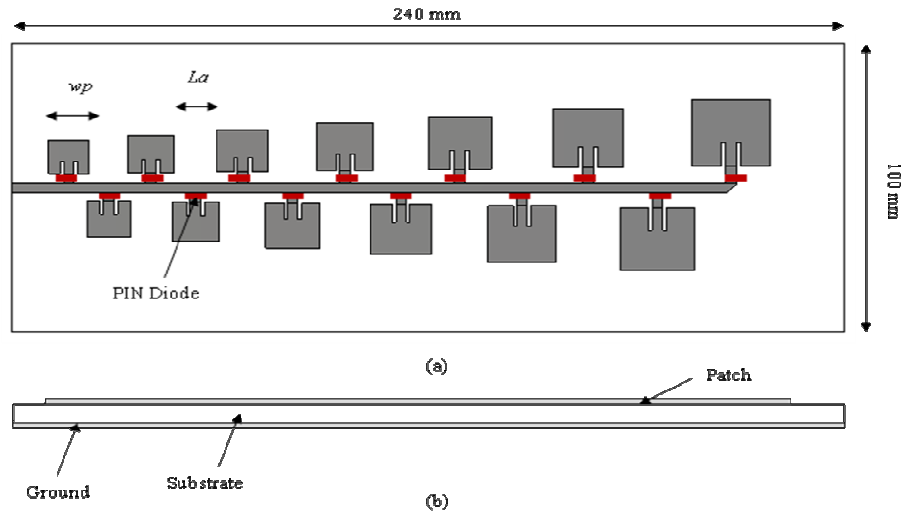 240 mm
wp
La
100 mm
PIN Diode
(a)
Patch
Substrate
Ground
(b)